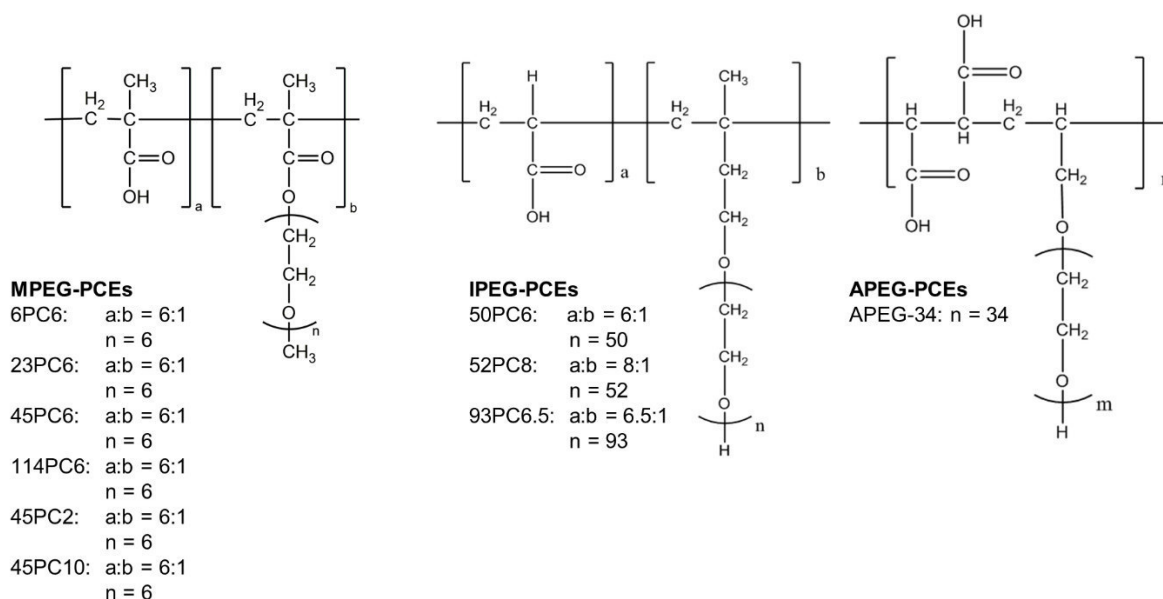 CH3 CH3
H2 H2
C C C C
C O C O
OH O
a b
CH2
CH2
O
n
CH3
MPEG-PCEs
6PC6: a:b = 6:1
n = 6
23PC6: a:b = 6:1
n = 6
45PC6: a:b = 6:1
n = 6
114PC6: a:b = 6:1
n = 6
45PC2: a:b = 6:1
n = 6
45PC10: a:b = 6:1
n = 6
H CH3
H2 H2
C C C C
C O CH2
a b
OH CH2
O
CH2
CH2
O
n
H
IPEG-PCEs
50PC6: a:b = 6:1
n = 50
52PC8: a:b = 8:1
n = 52
93PC6.5: a:b = 6.5:1
n = 93
OH
C O
H H2 H
C C C C
H
C O CH2
OH O
CH2
CH2
O
m
H
APEG-PCEs
APEG-34: n = 34